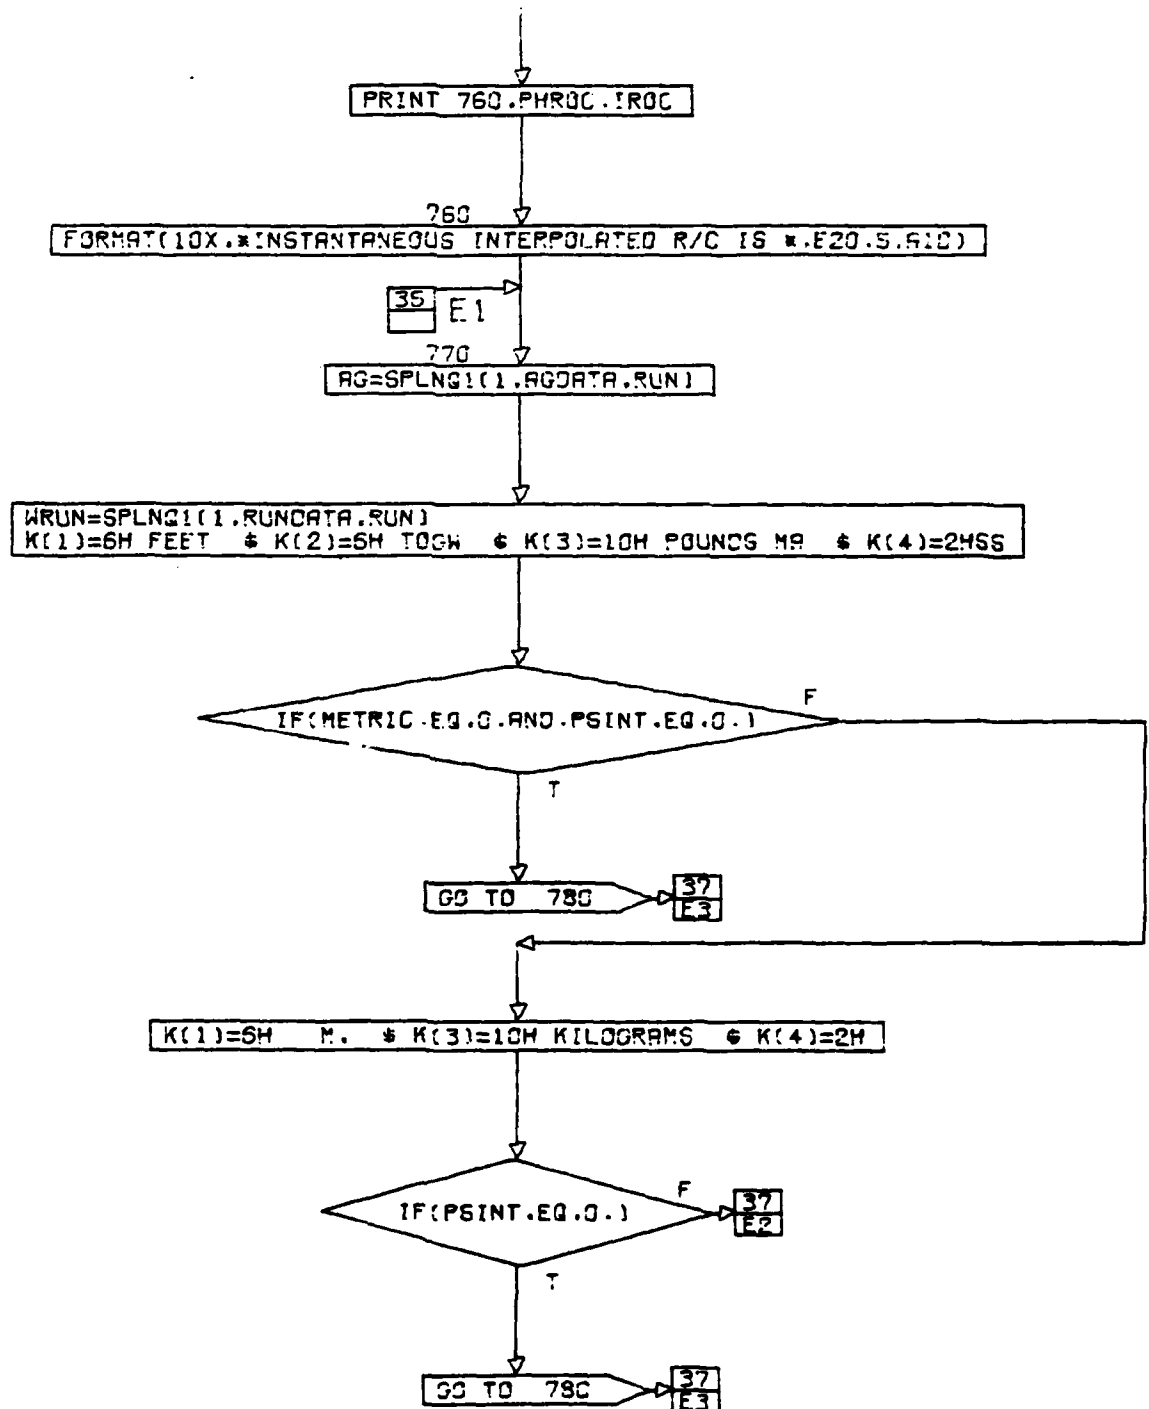 PRINT 760.PHROC.IROC
760
FORMAT(10X.*INSTANTANEOUS INTERPOLATED R/C IS *.E20.5.A10)
35
E1
770
AG=SPLNQ1(1.AGDATA.RUN)
WRUN=SPLNQ1(1.RUNDATA.RUN)
K(1)=6H FEET $ K(2)=6H TOGW $ K(3)=10H POUNDS MA $ K(4)=2HSS
IF(METRIC.EQ.0.AND.PSINT.EQ.0.)
F
T
GO TO 780
37
E3
K(1)=6H M. $ K(3)=10H KILOGRAMS $ K(4)=2H
IF(PSINT.EQ.0.)
F
37
E2
T
GO TO 780
37
E3